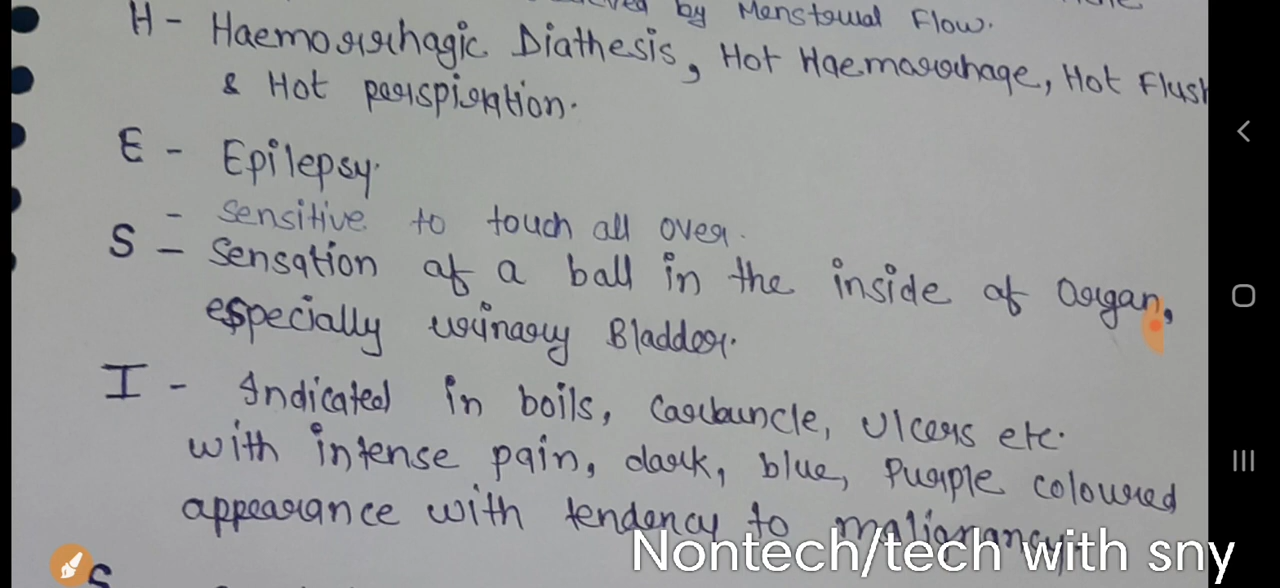 by Menstrual Flow.
H - Haemorrhagic Diathesis, Hot Haemorrhage, Hot Flush
& Hot perspiration.
E - Epilepsy.
- Sensitive to touch all over.
S - Sensation of a ball in the inside of organ,
especially urinary Bladder.
I - Indicated in boils, Carbuncle, Ulcers etc.
with intense pain, dark, blue, Purple coloured
appearance with tendency to malignancy
Nontech/tech with sny
S